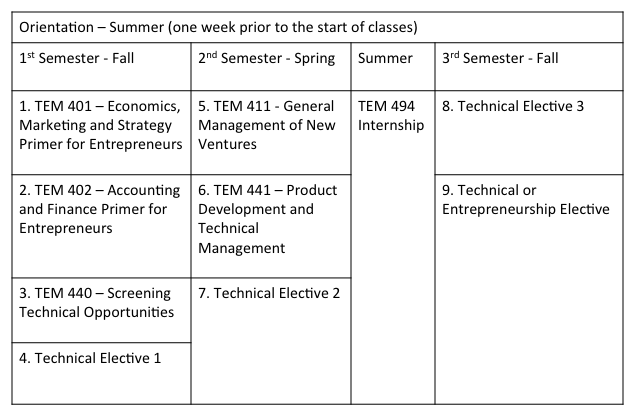 Orientation – Summer (one week prior to the start of classes)
1st Semester - Fall
2nd Semester - Spring
Summer
3rd Semester - Fall
1. TEM 401 – Economics,
Marketing and Strategy
Primer for Entrepreneurs
5. TEM 411 - General
Management of New
Ventures
TEM 494
Internship
8. Technical Elective 3
2. TEM 402 – Accounting
and Finance Primer for
Entrepreneurs
6. TEM 441 – Product
Development and
Technical
Management
9. Technical or
Entrepreneurship Elective
3. TEM 440 – Screening
Technical Opportunities
7. Technical Elective 2
4. Technical Elective 1